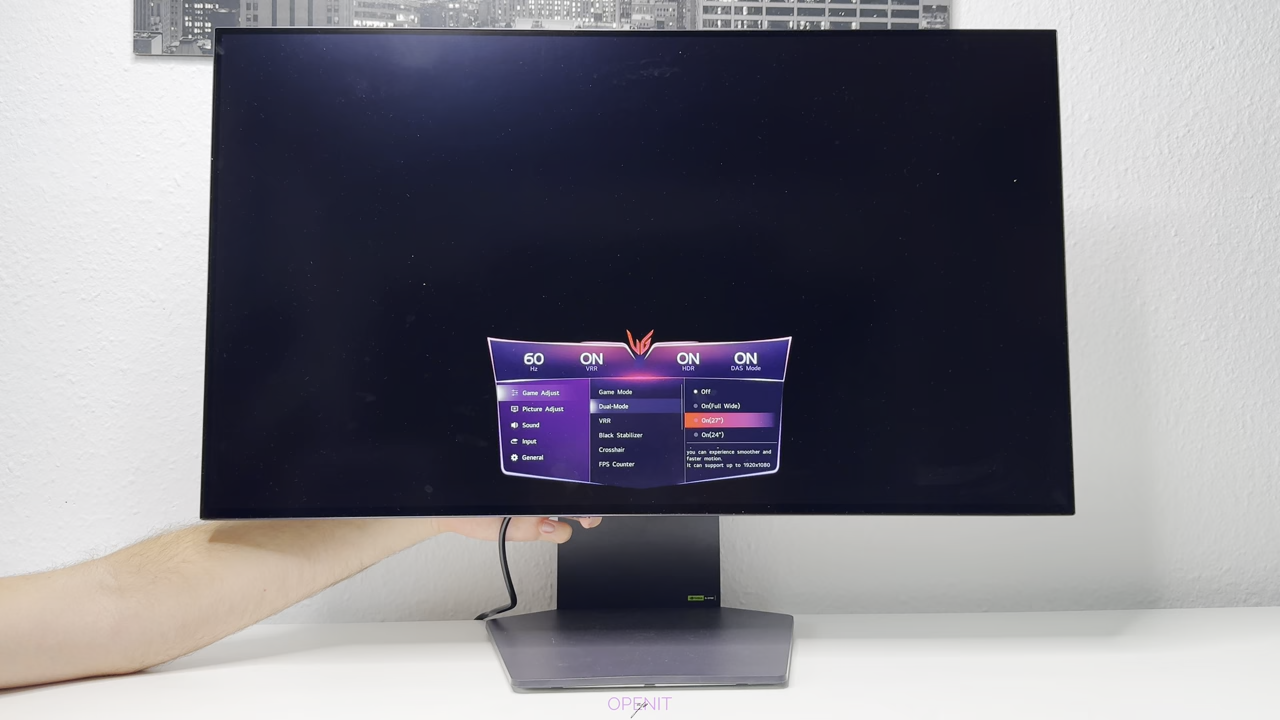 60 ON ON ON
Hz VRR HDR DAS Mode
Game Adjust
Picture Adjust
Sound
Input
General
Game Mode
Dual-Mode
VRR
Black Stabilizer
Crosshair
FPS Counter
Off
On(Full Wide)
On(27")
On(24")
you can experience smoother and
faster motion.
It can support up to 1920x1080
OPENIT